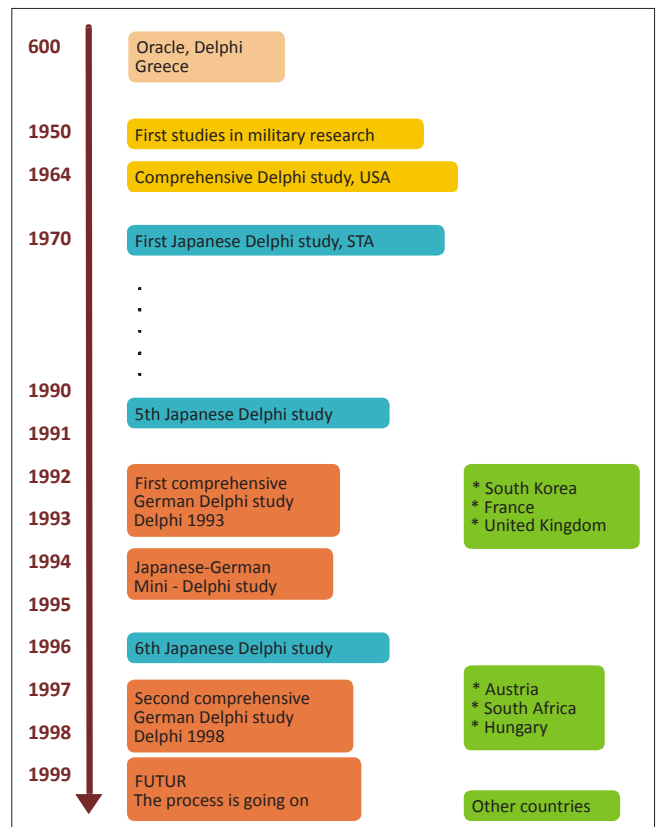 600
Oracle, Delphi
Greece
1950
First studies in military research
1964
Comprehensive Delphi study, USA
1970
First Japanese Delphi study, STA
1990
5th Japanese Delphi study
1991
1992
First comprehensive
German Delphi study
Delphi 1993
1993
* South Korea
* France
* United Kingdom
1994
Japanese-German
Mini - Delphi study
1995
1996
6th Japanese Delphi study
1997
Second comprehensive
German Delphi study
Delphi 1998
1998
* Austria
* South Africa
* Hungary
1999
FUTUR
The process is going on
Other countries